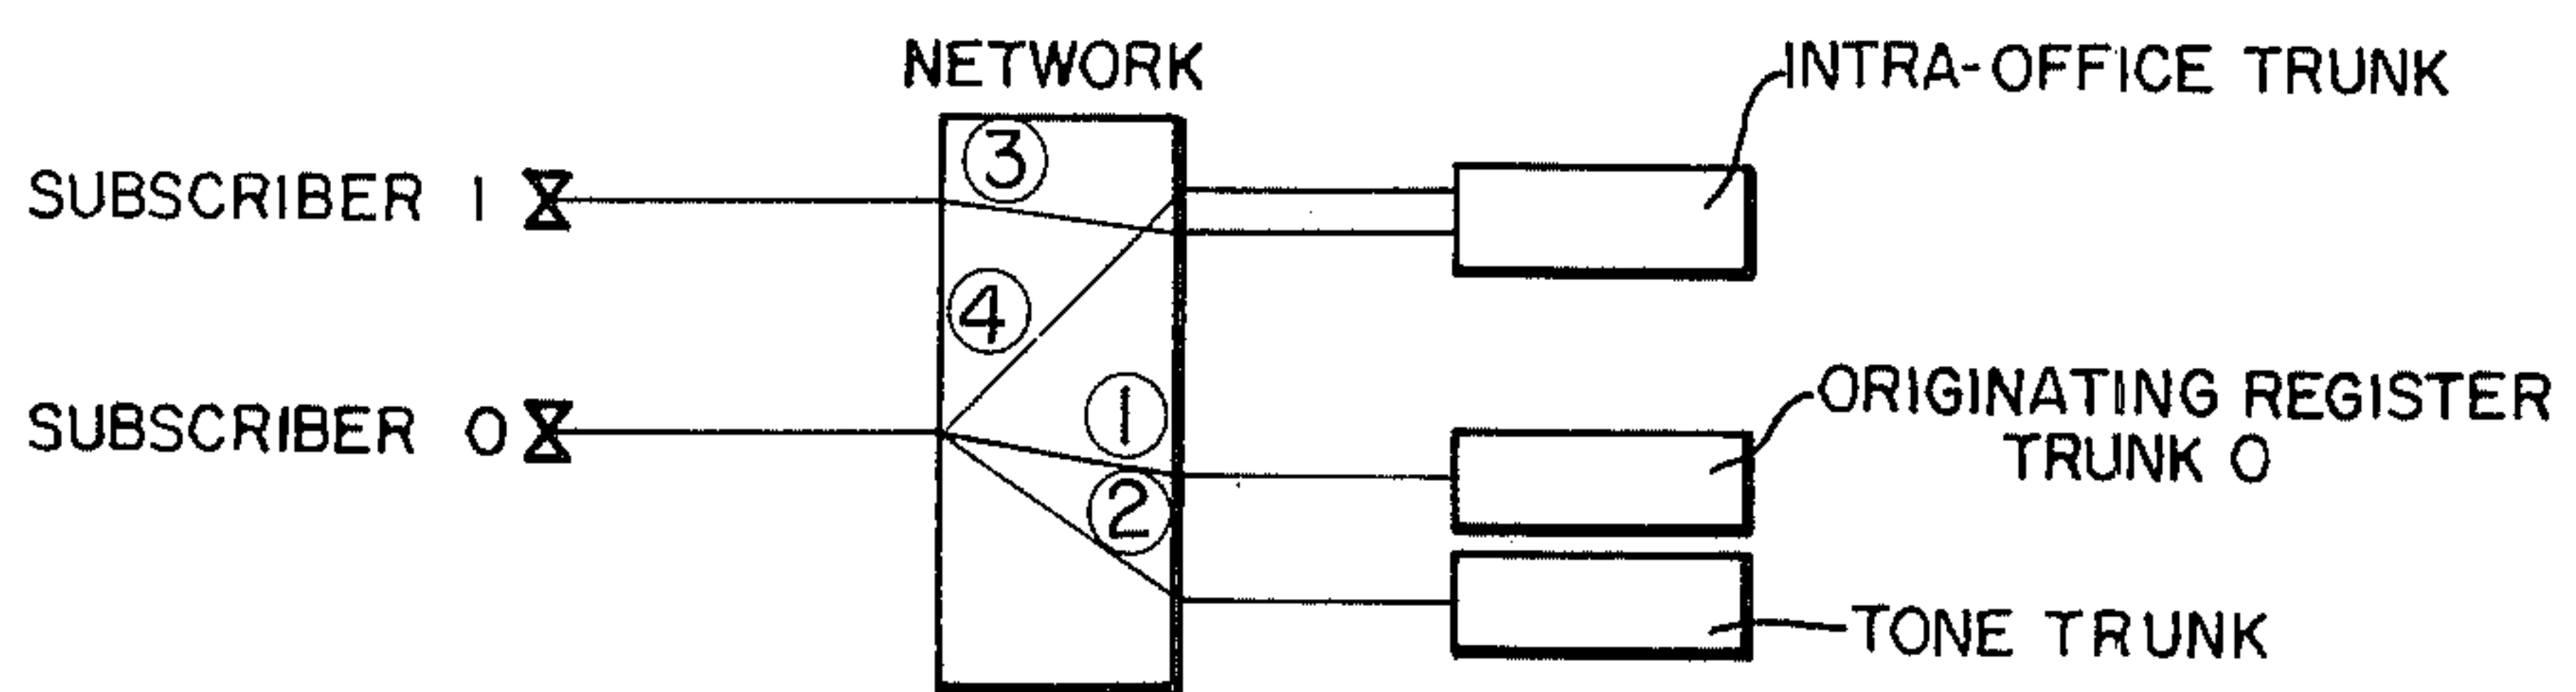 NETWORK
INTRA-OFFICE TRUNK
3
SUBSCRIBER 1
4
1
ORIGINATING REGISTER
TRUNK 0
SUBSCRIBER 0
2
TONE TRUNK